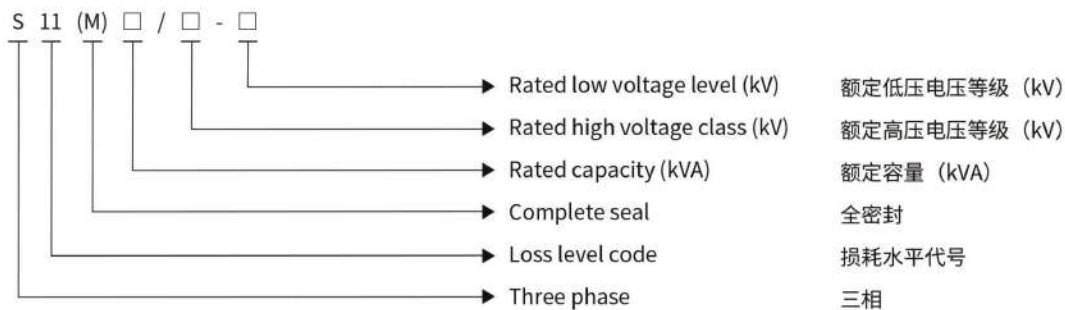 S 11 (M) □ / □ - □
Rated low voltage level (kV) 额定低压电压等级（kV）
Rated high voltage class (kV) 额定高压电压等级（kV）
Rated capacity (kVA) 额定容量（kVA）
Complete seal 全密封
Loss level code 损耗水平代号
Three phase 三相